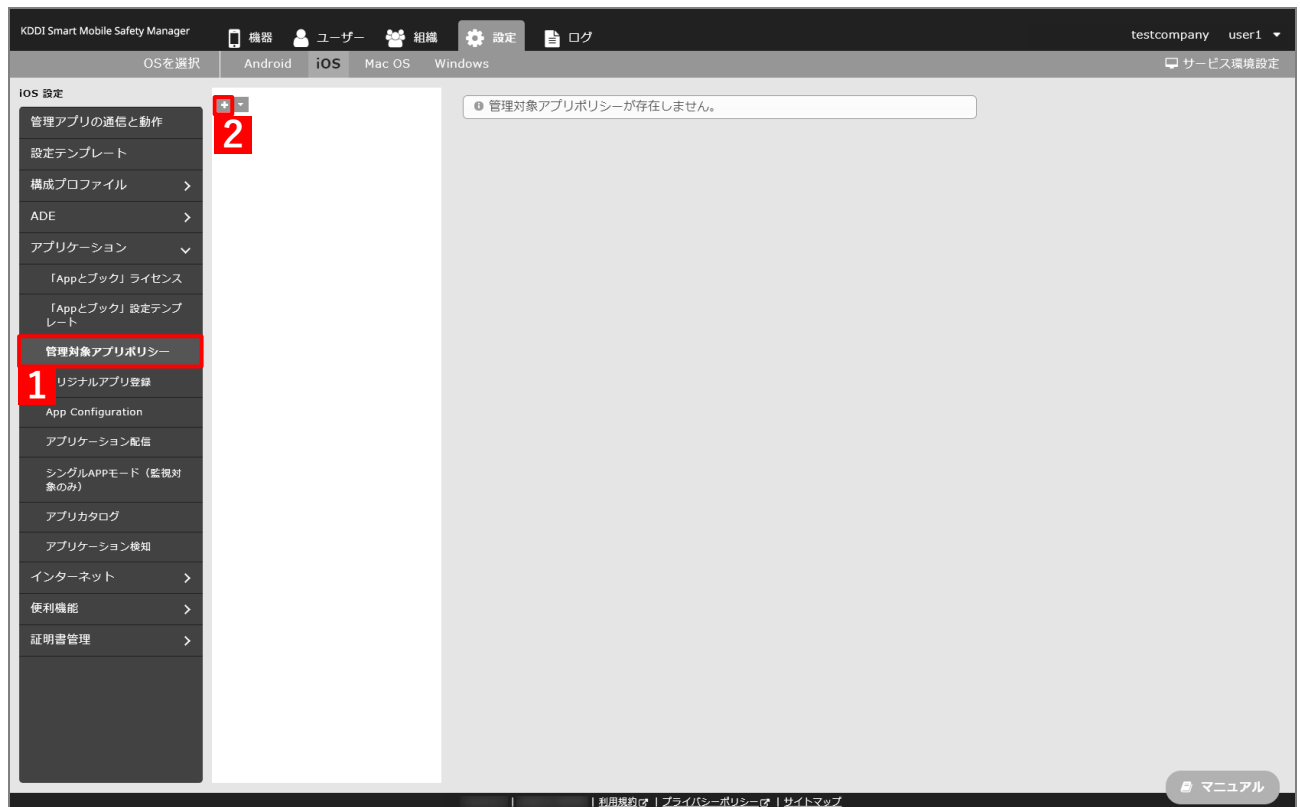 KDDI Smart Mobile Safety Manager
機器
ユーザー
組織
設定
ログ
testcompany user1
OSを選択
Android
iOS
Mac OS
Windows
サービス環境設定
iOS 設定
管理アプリの通信と動作
設定テンプレート
構成プロファイル
ADE
アプリケーション
「Appとブック」ライセンス
「Appとブック」設定テンプ
レート
管理対象アプリポリシー
1
リジナルアプリ登録
App Configuration
アプリケーション配信
シングルAPPモード（監視対
象のみ）
アプリカタログ
アプリケーション検知
インターネット
便利機能
証明書管理
2
管理対象アプリポリシーが存在しません。
マニュアル
| | 利用規約 | プライバシーポリシー | サイトマップ